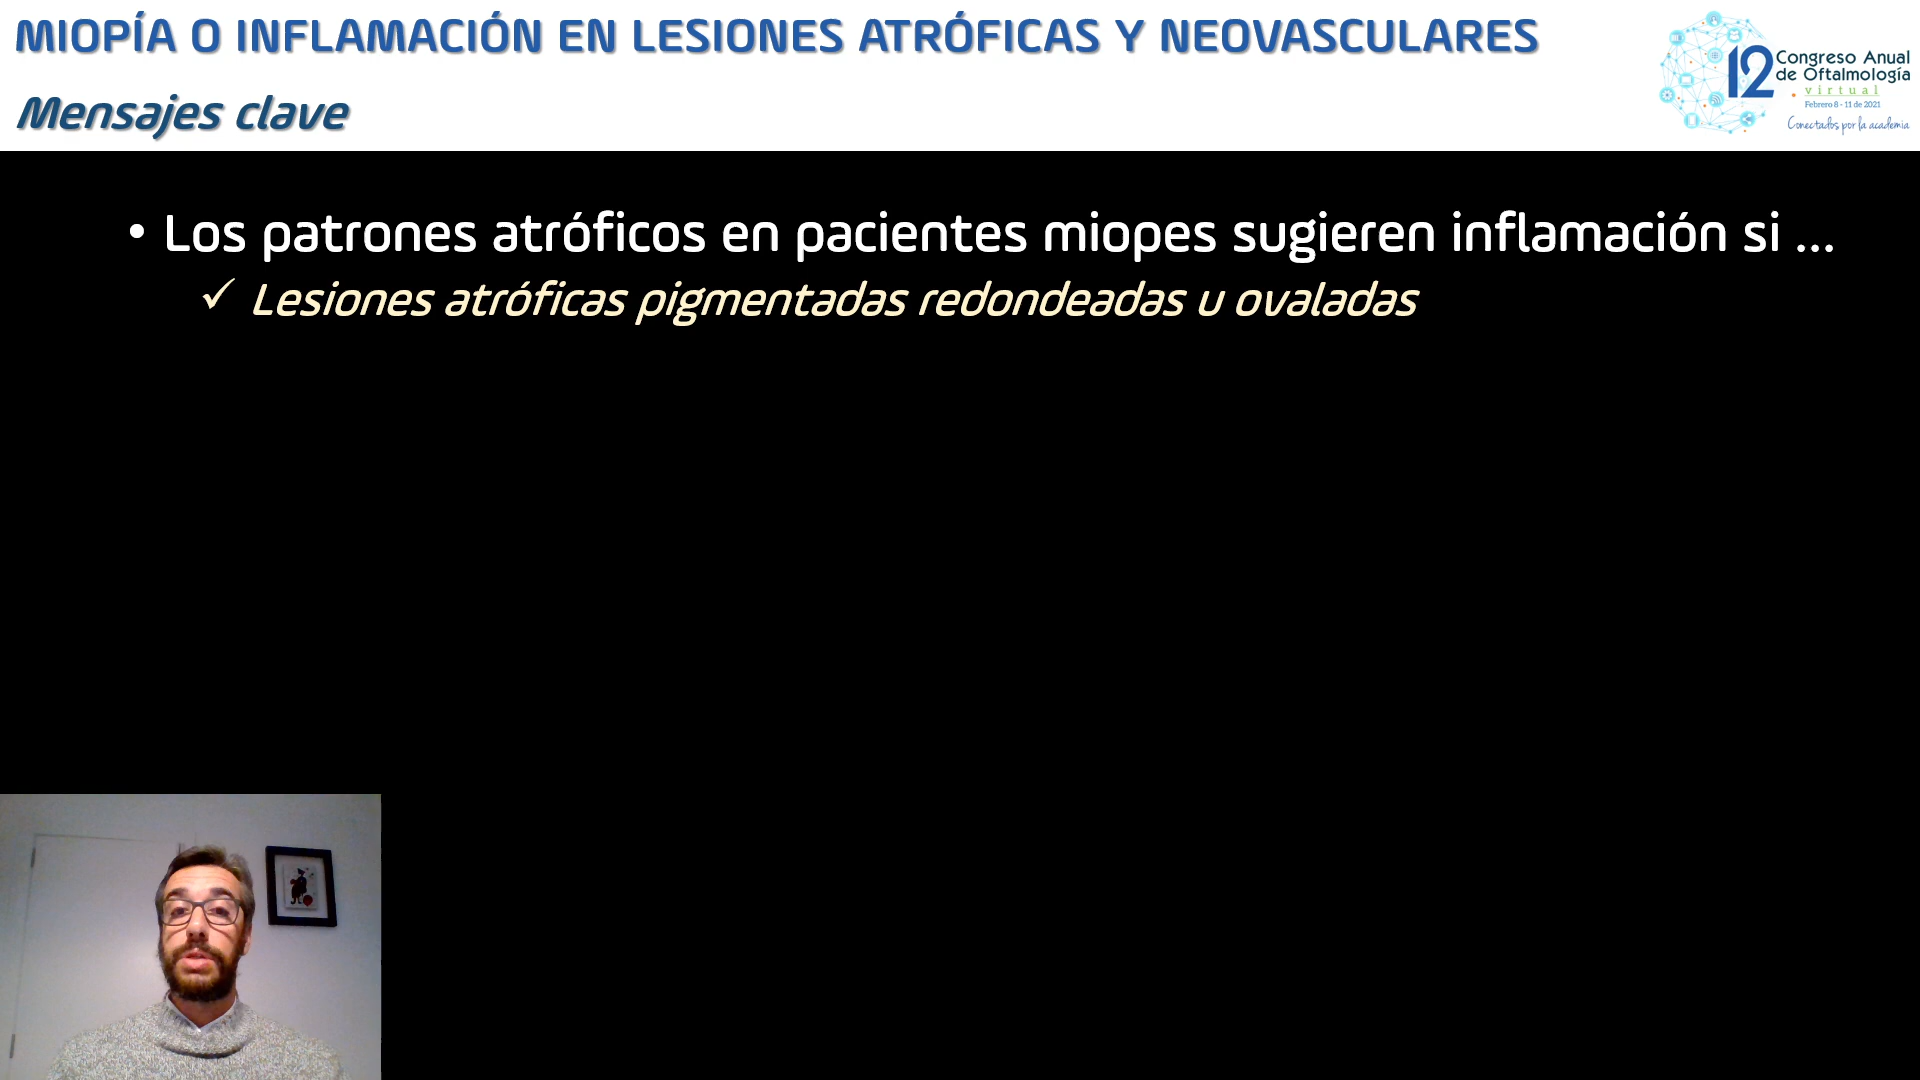 MIOPÍA O INFLAMACIÓN EN LESIONES ATRÓFICAS Y NEOVASCULARES
Mensajes clave
12 Congreso Anual
de Oftalmología
virtual
Febrero 8 - 11 de 2021
Conectados por la academia
• Los patrones atróficos en pacientes miopes sugieren inflamación si ...
✓ Lesiones atróficas pigmentadas redondeadas u ovaladas